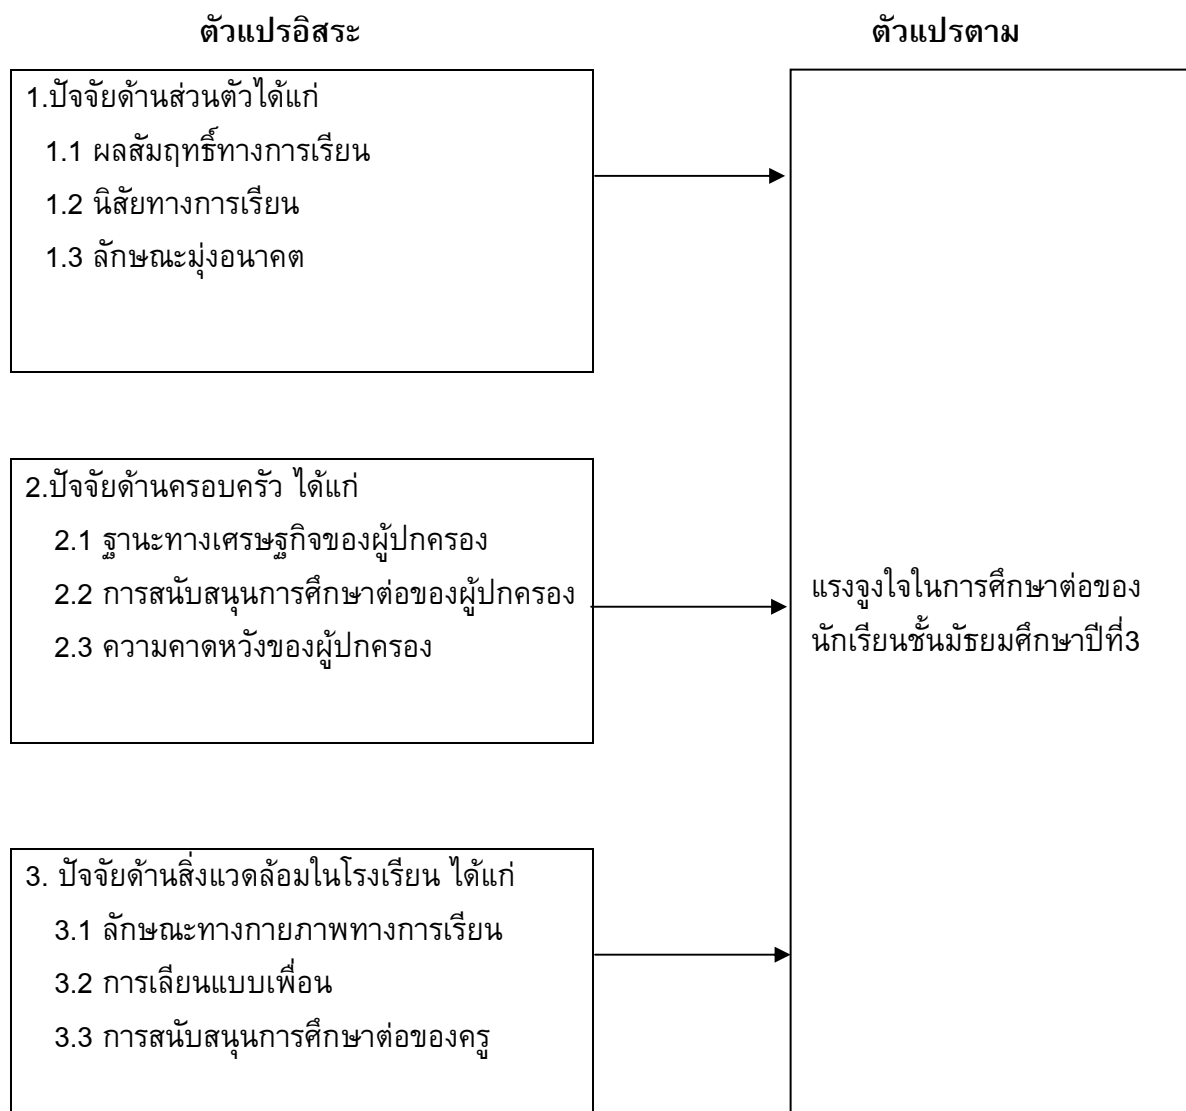 ตัวแปรอิสระ
ตัวแปรตาม
1.ปัจจัยด้านส่วนตัวได้แก่
1.1 ผลสัมฤทธิ์ทางการเรียน
1.2 นิสัยทางการเรียน
1.3 ลักษณะมุ่งอนาคต
2.ปัจจัยด้านครอบครัว ได้แก่
2.1 ฐานะทางเศรษฐกิจของผู้ปกครอง
2.2 การสนับสนุนการศึกษาต่อของผู้ปกครอง
2.3 ความคาดหวังของผู้ปกครอง
3. ปัจจัยด้านสิ่งแวดล้อมในโรงเรียน ได้แก่
3.1 ลักษณะทางกายภาพทางการเรียน
3.2 การเลียนแบบเพื่อน
3.3 การสนับสนุนการศึกษาต่อของครู
แรงจูงใจในการศึกษาต่อของ
นักเรียนชั้นมัธยมศึกษาปีที่3